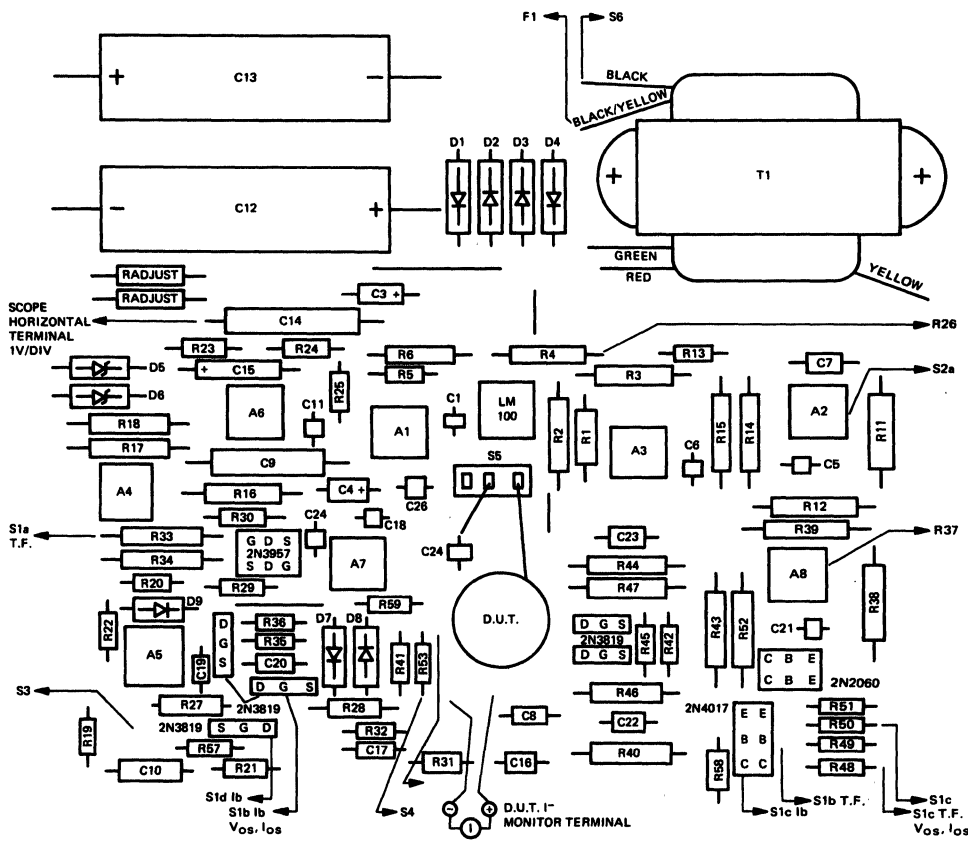 F1 S6
BLACK
BLACK/YELLOW
+ C13 −
D1 D2 D3 D4
+ T1 +
− C12 +
GREEN
RED
YELLOW
RADJUST
RADJUST
C3 +
SCOPE
HORIZONTAL
TERMINAL
1V/DIV
C14
R26
R23 R24 R6 R4 R13
C7
S2a
D5 + C15 R25 R5 R3
D6
A6 C11 A1 C1 LM
100
R2 R1 A3 C6 R15 R14 A2 R11
R18
R17
C9
S5
C5
A4
R16 C4 + C26
R12
R30 C18
R39
S1a
T.F.
R33
R34
G D S
2N3957
S D G
C24
A7
C24
C23
R44
R47
A8
R37
R38
R20
R29
D9
R22
A5
C19
D
G
S
R36
R35
C20
D7 D8
R59
R41 R53
D.U.T.
D G S
2N3819
D G S
R45 R42
R43 R52
C21
C B E
C B E
2N2060
S3
R27
D G S
2N3819
R28
R46
2N3819
S G D
R19
R57
C10
R21
R32
C17
R31
C8
C16
C22
R40
2N4017
E E
B B
C C
R58
R51
R50
R49
R48
S1d Ib
S1b Ib
VOS, IOS
S4
− I +
D.U.T. I−
MONITOR TERMINAL
S1c Ib
S1b T.F.
S1c
S1c T.F.
VOS, IOS